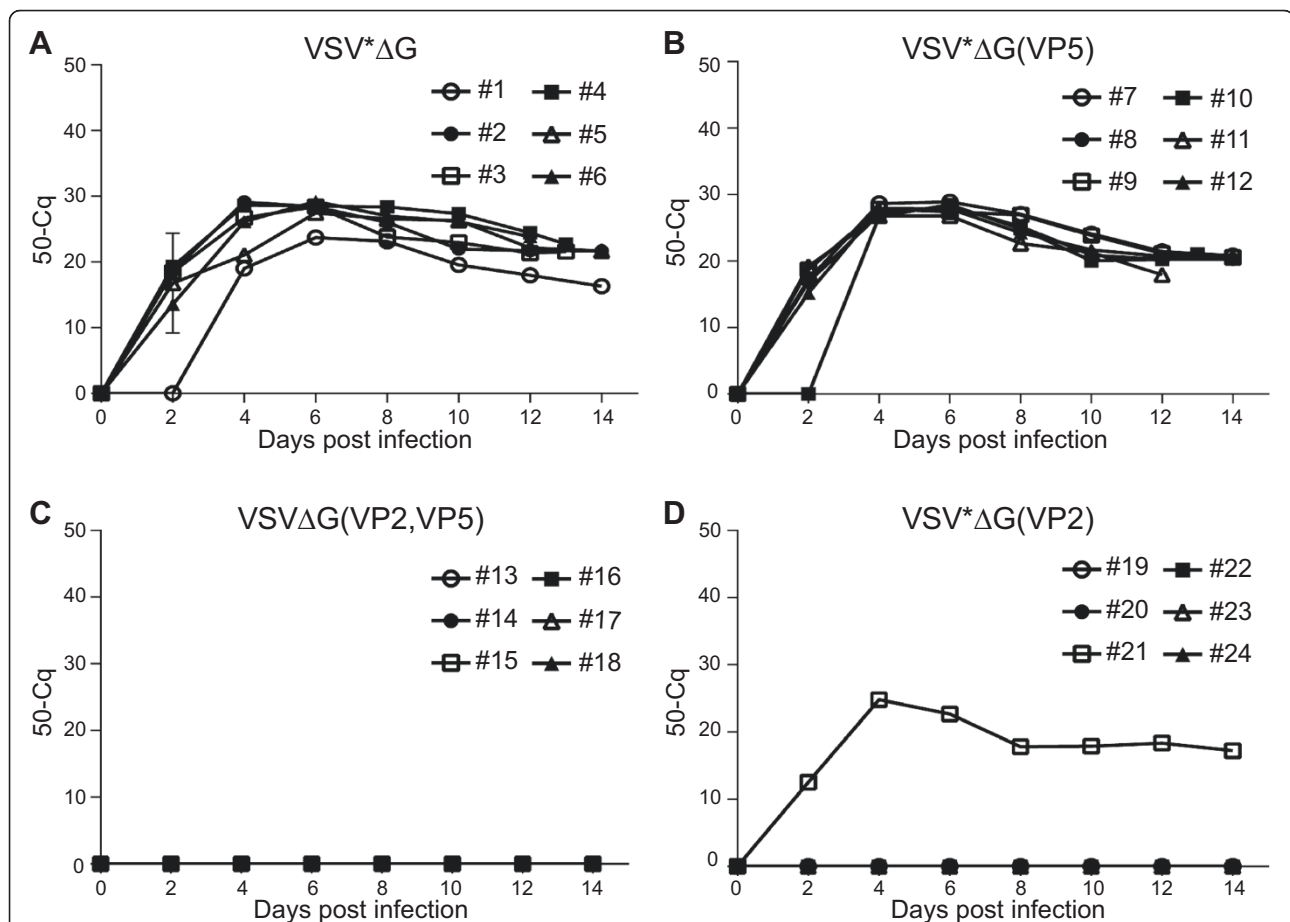 A VSV*ΔG
50
40
30
20
10
0
50-Cq
#1 #4
#2 #5
#3 #6
0 2 4 6 8 10 12 14
Days post infection
B VSV*ΔG(VP5)
50
40
30
20
10
0
50-Cq
#7 #10
#8 #11
#9 #12
0 2 4 6 8 10 12 14
Days post infection
C VSVΔG(VP2,VP5)
50
40
30
20
10
0
50-Cq
#13 #16
#14 #17
#15 #18
0 2 4 6 8 10 12 14
Days post infection
D VSV*ΔG(VP2)
50
40
30
20
10
0
50-Cq
#19 #22
#20 #23
#21 #24
0 2 4 6 8 10 12 14
Days post infection